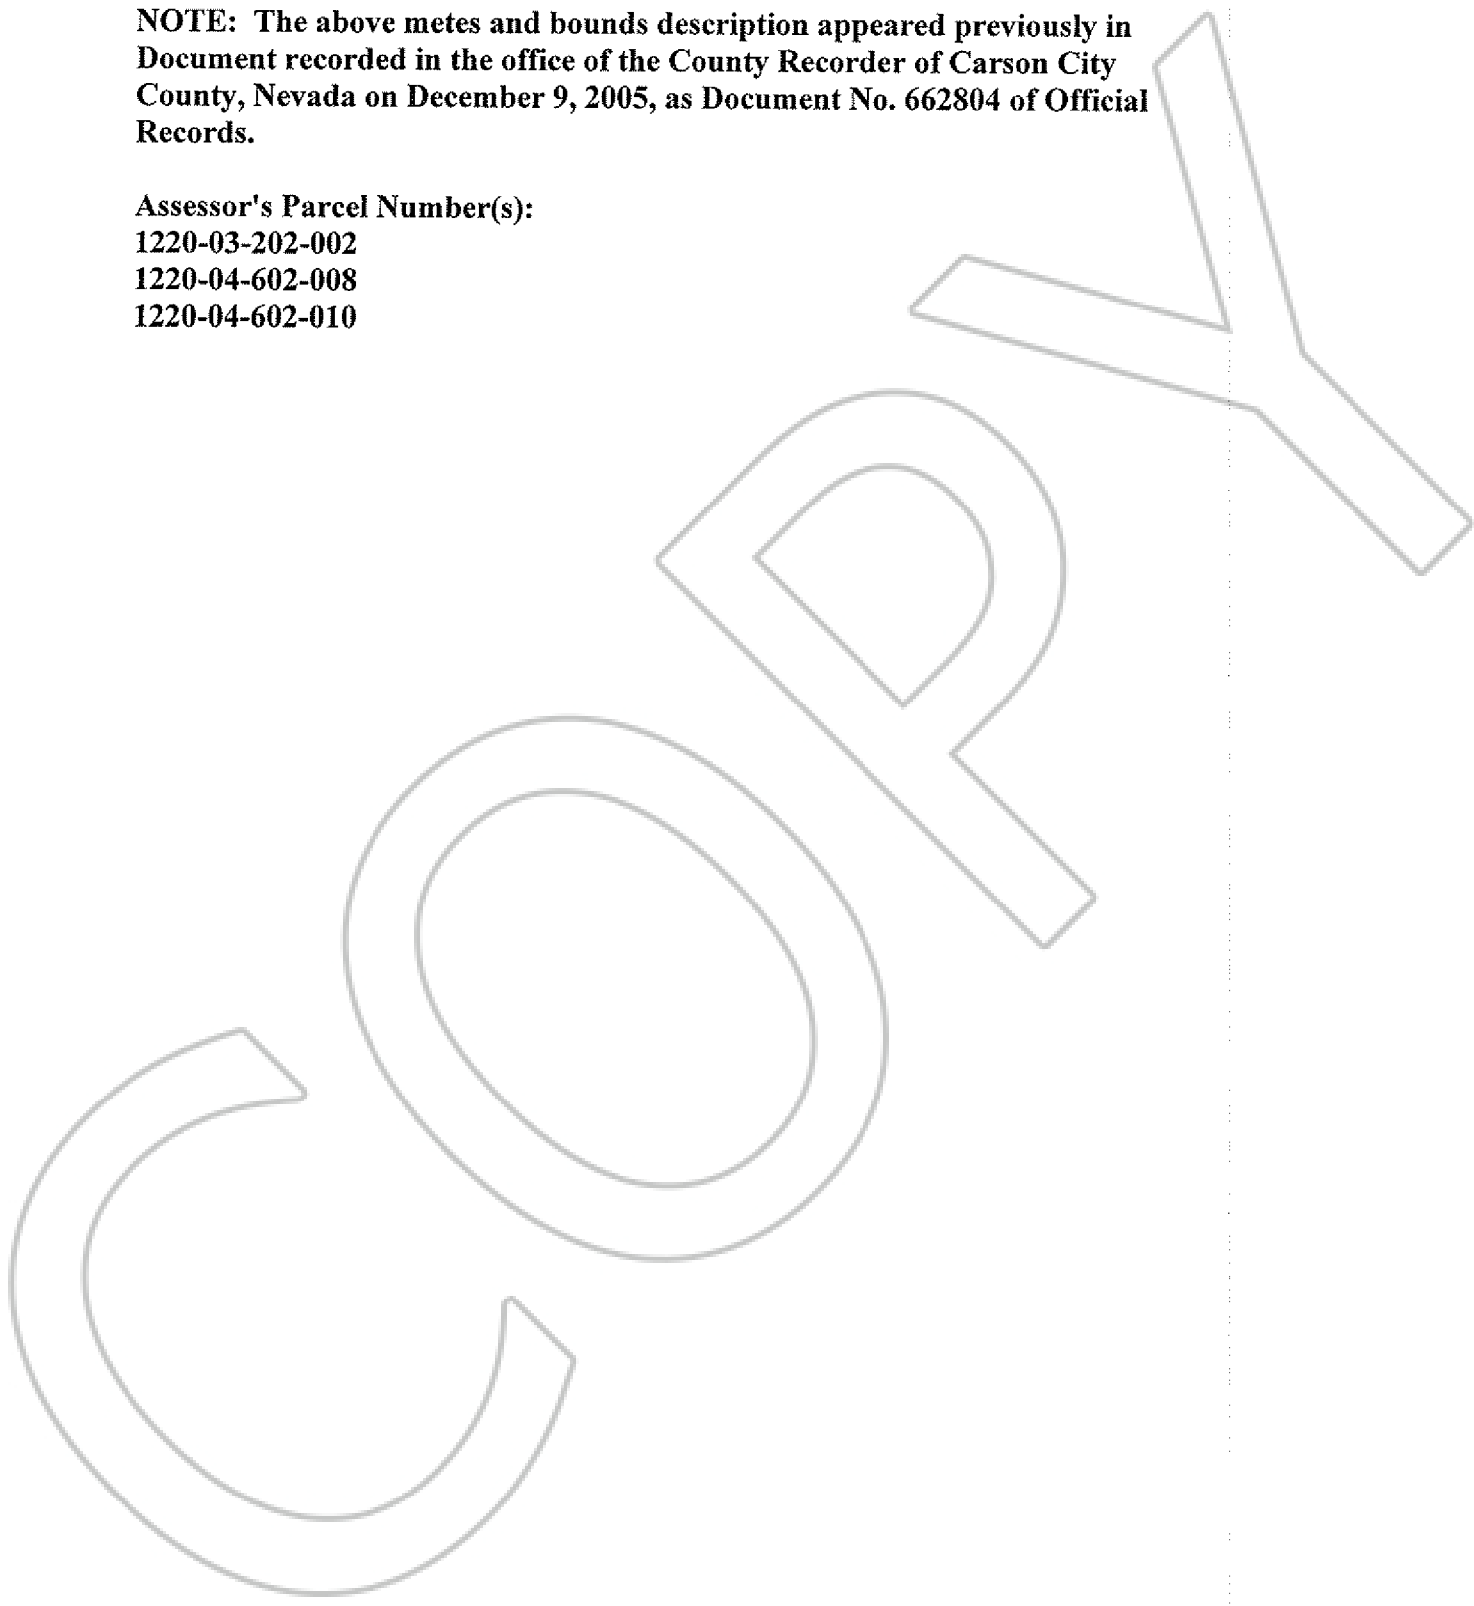 NOTE:  The above metes and bounds description appeared previously in
Document recorded in the office of the County Recorder of Carson City
County, Nevada on December 9, 2005, as Document No. 662804 of Official
Records.
Assessor's Parcel Number(s):
1220-03-202-002
1220-04-602-008
1220-04-602-010
COPY